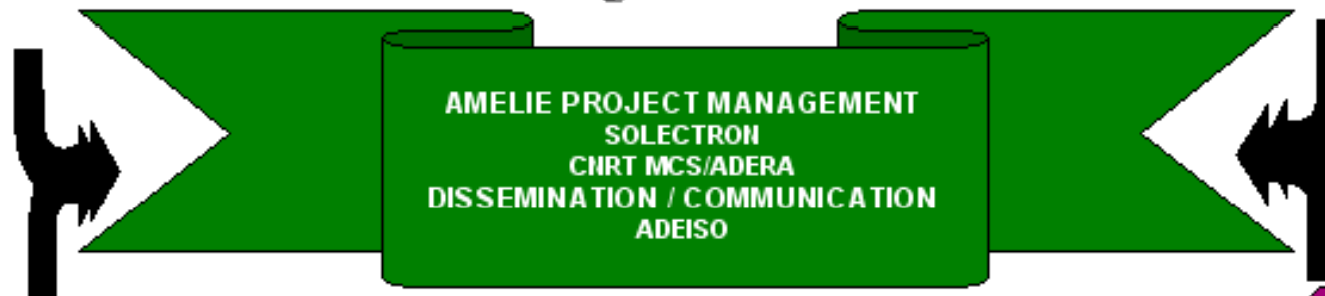 AMELIE PROJECT MANAGEMENT
SOLECTRON
CNRT MCS/ADERA
DISSEMINATION / COMMUNICATION
ADEISO